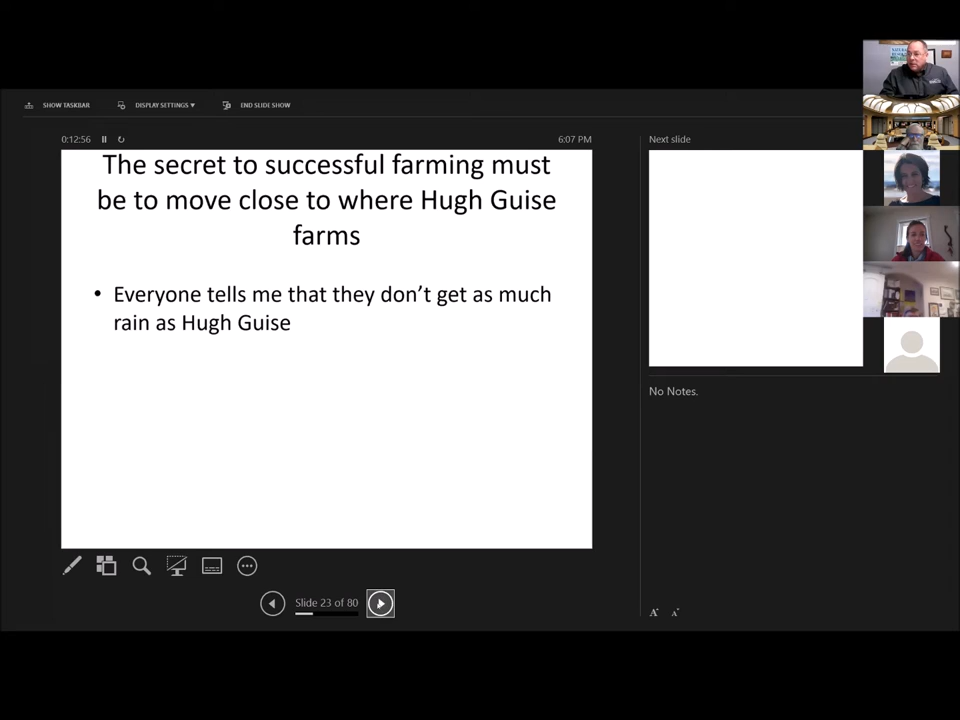 SHOW TASKBAR DISPLAY SETTINGS ▾ END SLIDE SHOW
0:12:56 6:07 PM
The secret to successful farming must
be to move close to where Hugh Guise
farms
• Everyone tells me that they don’t get as much
rain as Hugh Guise
Slide 23 of 80
Next slide
No Notes.
A A